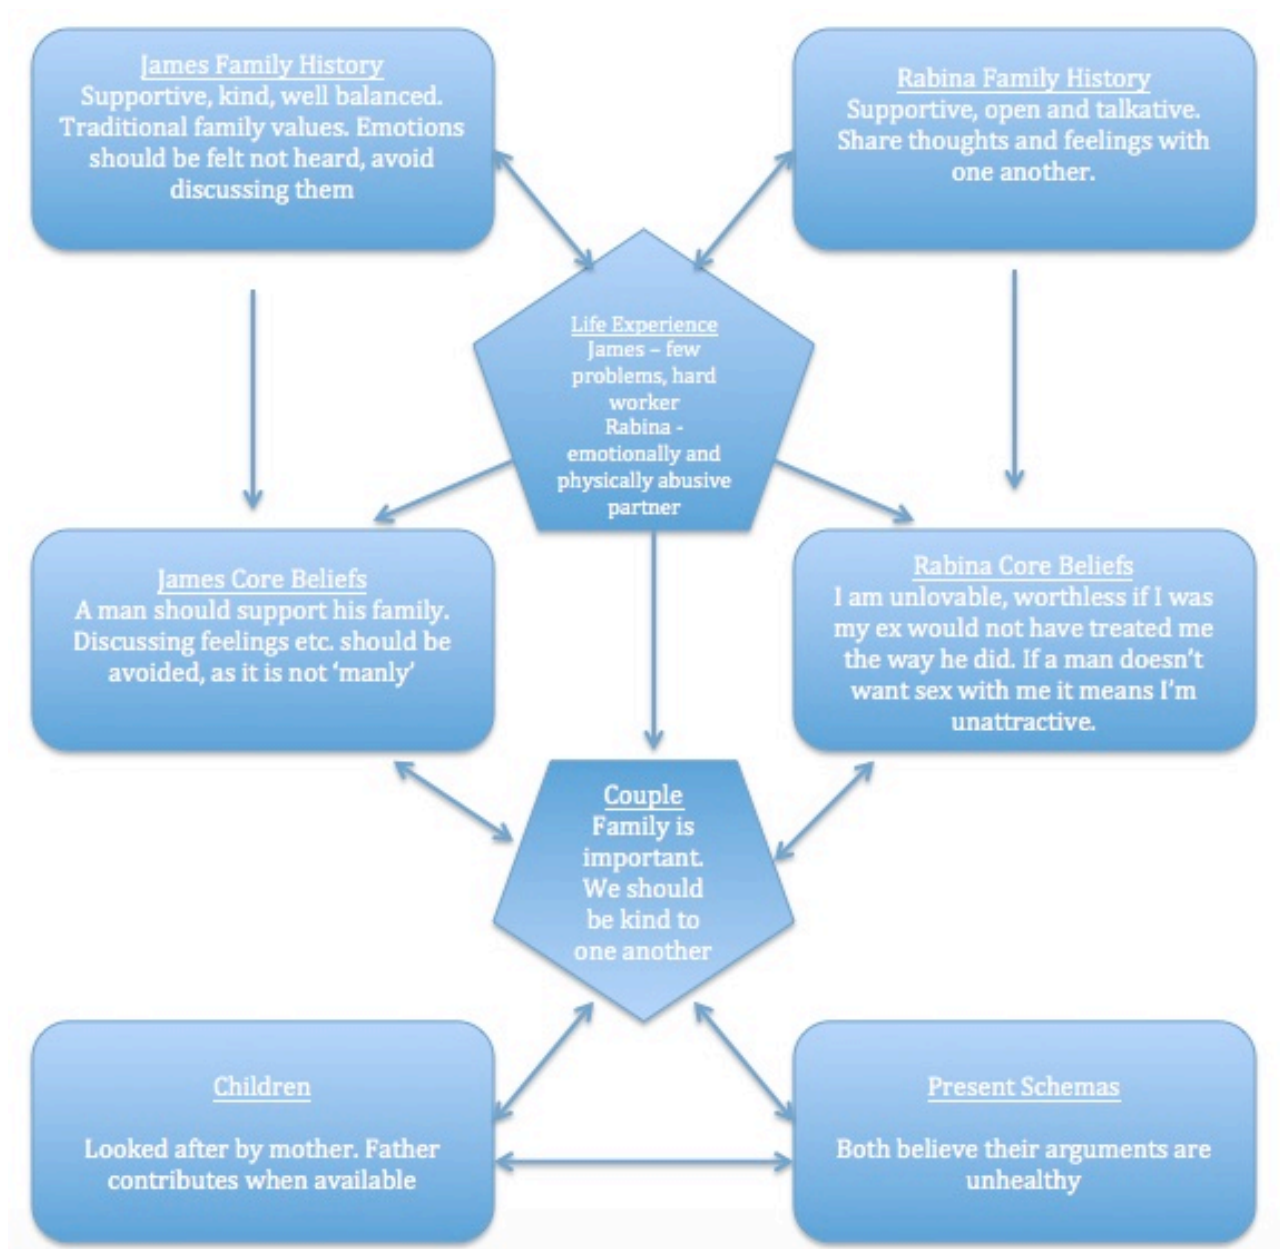 James Family History
Supportive, kind, well balanced.
Traditional family values. Emotions
should be felt not heard, avoid
discussing them
Rabina Family History
Supportive, open and talkative.
Share thoughts and feelings with
one another.
Life Experience
James – few
problems, hard
worker
Rabina -
emotionally and
physically abusive
partner
James Core Beliefs
A man should support his family.
Discussing feelings etc. should be
avoided, as it is not ‘manly’
Rabina Core Beliefs
I am unlovable, worthless if I was
my ex would not have treated me
the way he did. If a man doesn’t
want sex with me it means I’m
unattractive.
Couple
Family is
important.
We should
be kind to
one another
Children
Looked after by mother. Father
contributes when available
Present Schemas
Both believe their arguments are
unhealthy